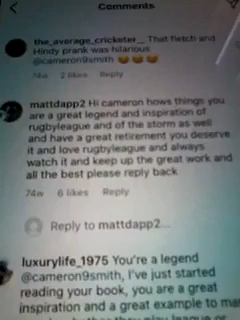 Comments
the_average_cricketer_ That fletch and
Hindy prank was hilarious
@cameron9smith 😂😂😂
74w 2 likes Reply
mattdapp2 Hi cameron hows things you
are a great legend and inspiration of
rugbyleague and of the storm as well
and have a great retirement you deserve
it and love rugbyleague and always
watch it and keep up the great work and
all the best please reply back
74w 6 likes Reply
Reply to mattdapp2...
luxurylife_1975 You're a legend
@cameron9smith, I've just started
reading your book, you are a great
inspiration and a great example to